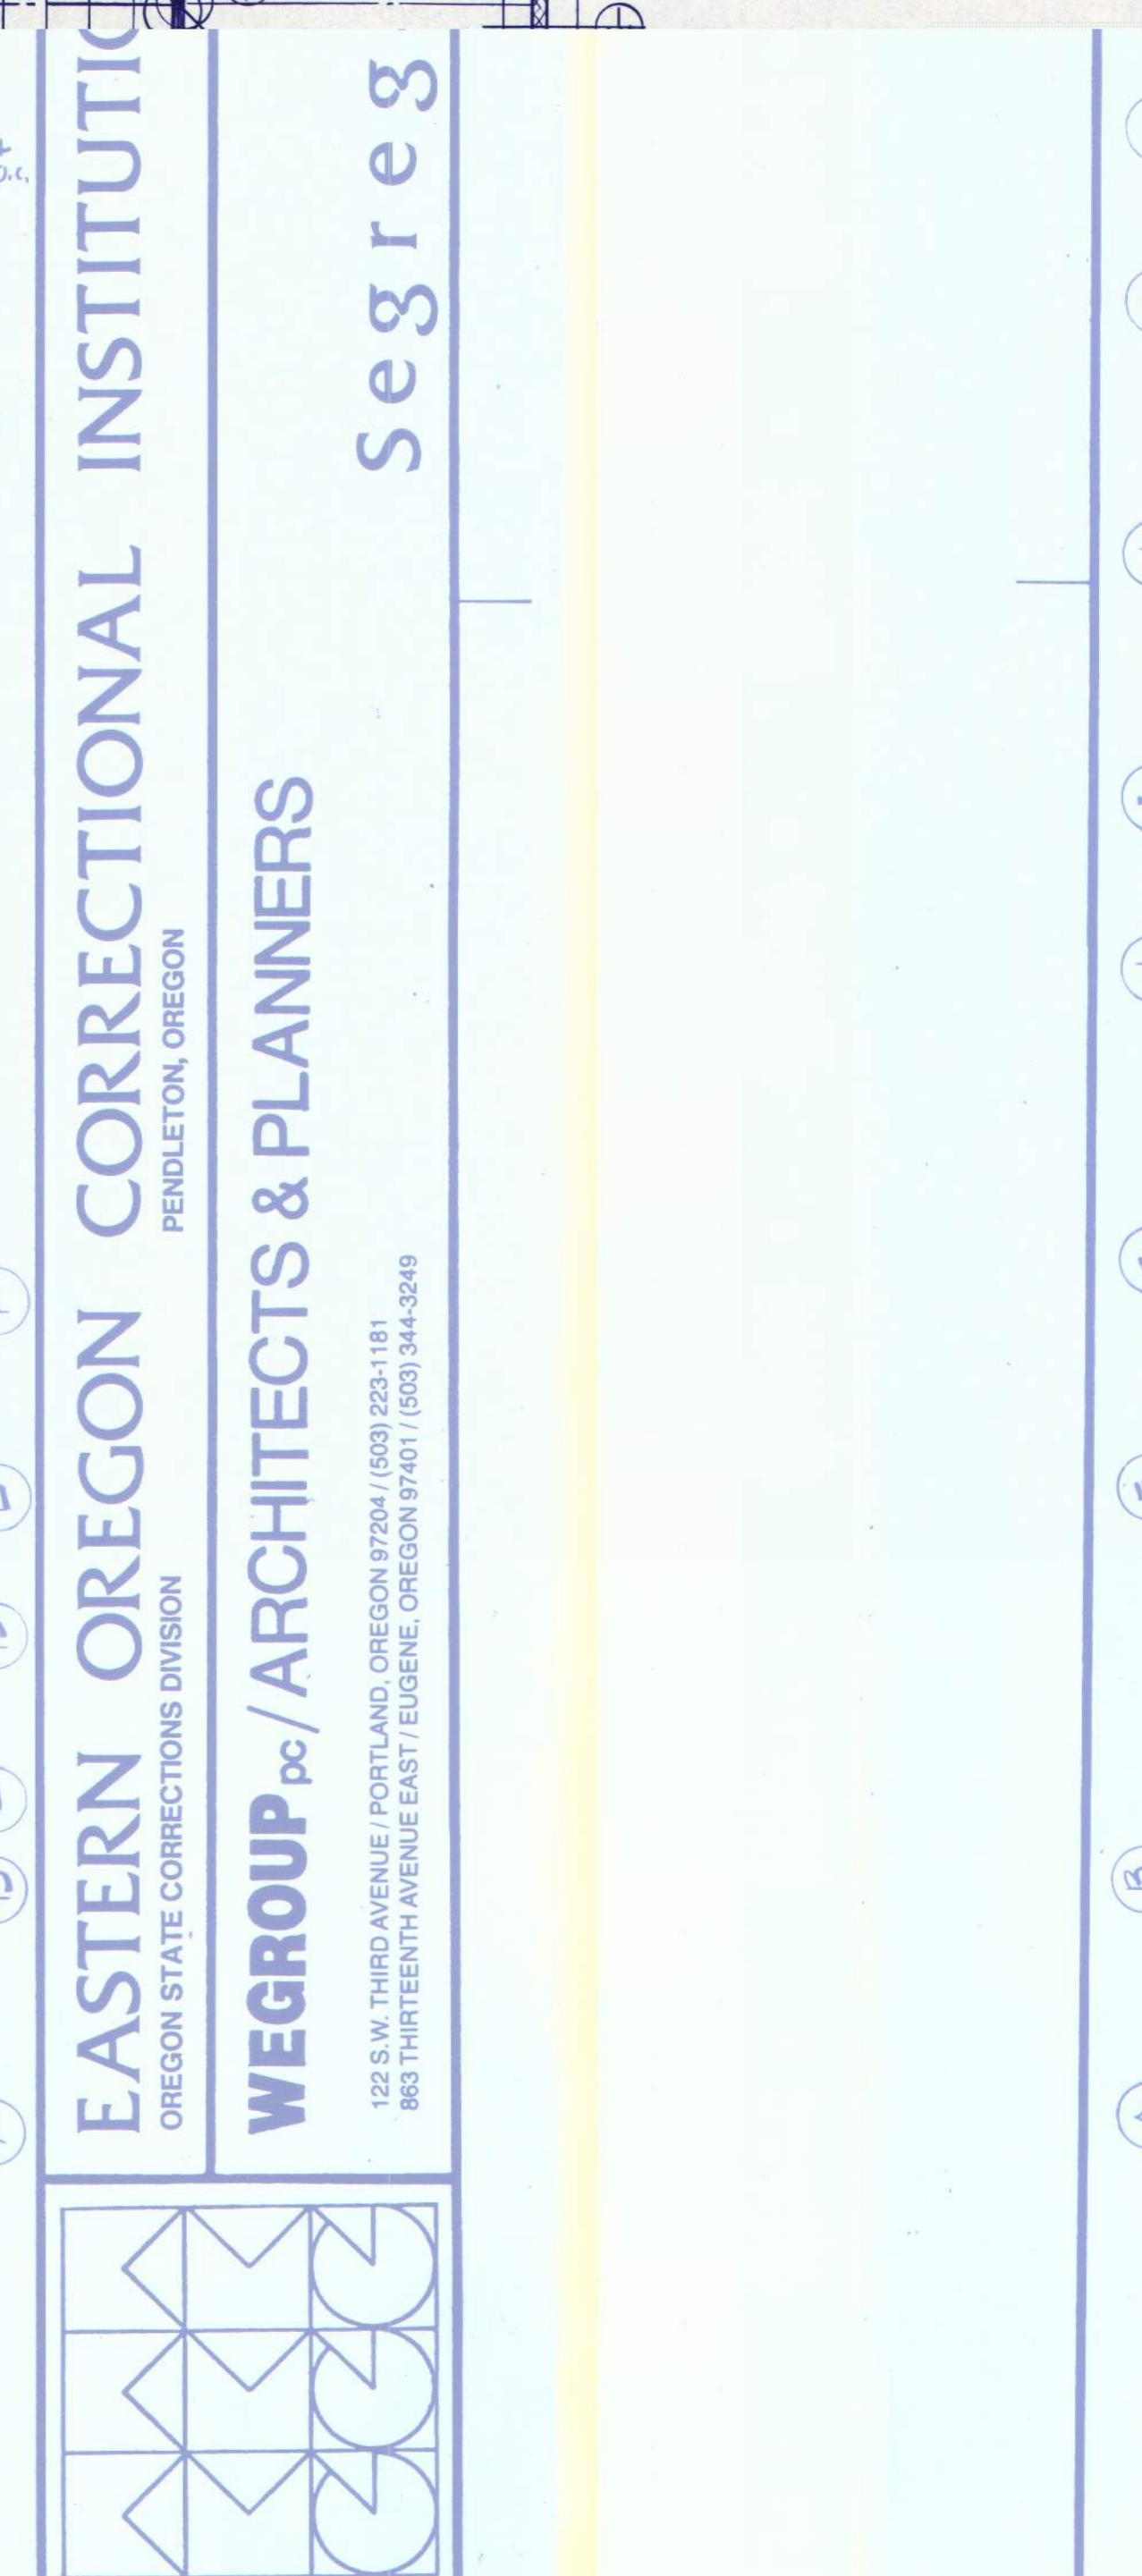 EASTERN OREGON CORRECTIONAL INSTITUTIO
OREGON STATE CORRECTIONS DIVISION
PENDLETON, OREGON
WEGROUP pc / ARCHITECTS & PLANNERS
Segreg
122 S.W. THIRD AVENUE / PORTLAND, OREGON 97204 / (503) 223-1181
863 THIRTEENTH AVENUE EAST / EUGENE, OREGON 97401 / (503) 344-3249
B